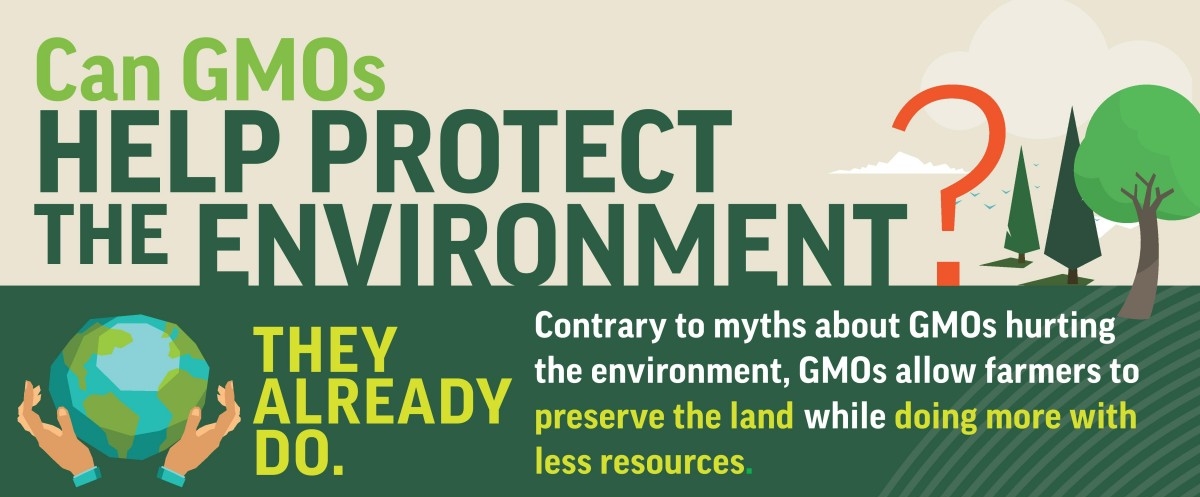 Can GMOs
HELP PROTECT
THE ENVIRONMENT?
THEY
ALREADY
DO.
Contrary to myths about GMOs hurting
the environment, GMOs allow farmers to
preserve the land while doing more with
less resources.